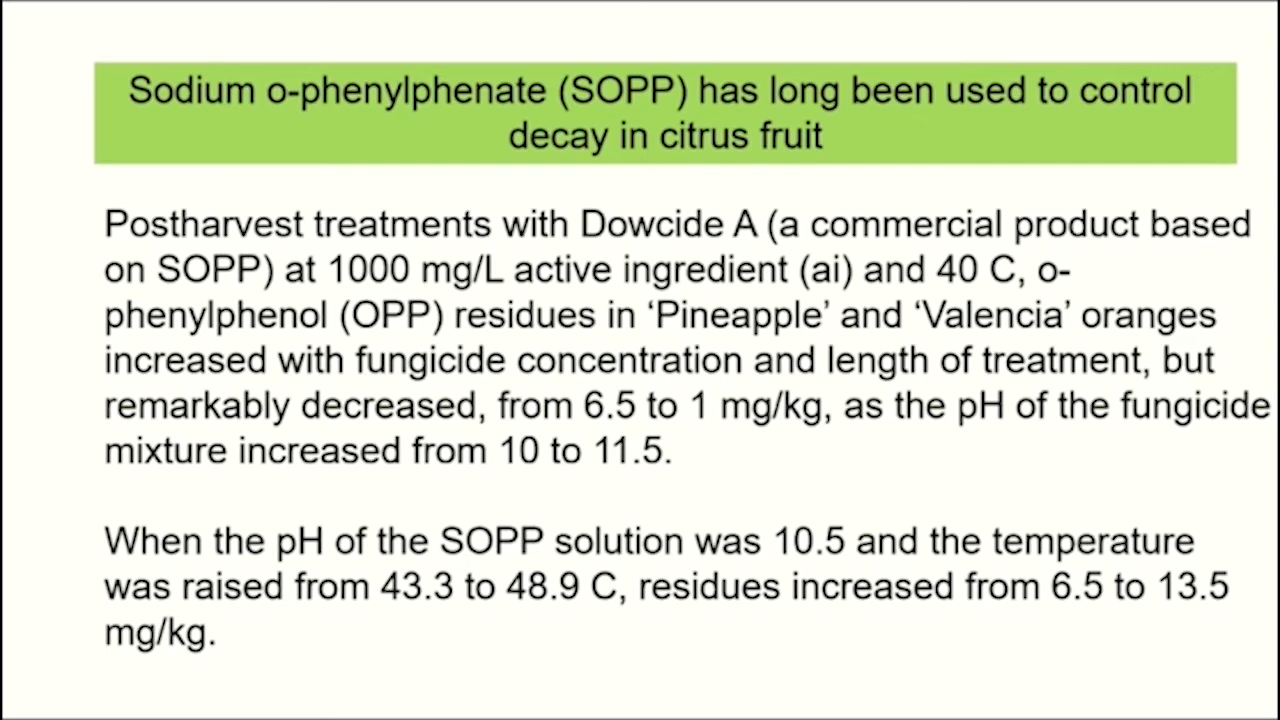 Sodium o-phenylphenate (SOPP) has long been used to control
decay in citrus fruit
Postharvest treatments with Dowcide A (a commercial product based
on SOPP) at 1000 mg/L active ingredient (ai) and 40 C, o-
phenylphenol (OPP) residues in ‘Pineapple’ and ‘Valencia’ oranges
increased with fungicide concentration and length of treatment, but
remarkably decreased, from 6.5 to 1 mg/kg, as the pH of the fungicide
mixture increased from 10 to 11.5.
When the pH of the SOPP solution was 10.5 and the temperature
was raised from 43.3 to 48.9 C, residues increased from 6.5 to 13.5
mg/kg.